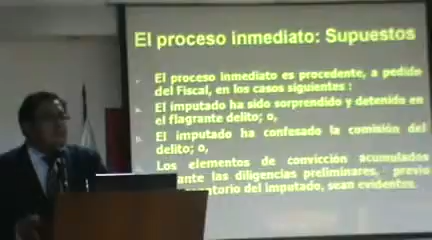 El proceso inmediato: Supuestos
El proceso inmediato es procedente, a pedido
del Fiscal, en los casos siguientes :
El imputado ha sido sorprendido y detenido en
el flagrante delito; o,
El imputado ha confesado la comisión del
delito; o,
Los elementos de convicción acumulados
las diligencias preliminares, previo
del imputado, sean evidentes.